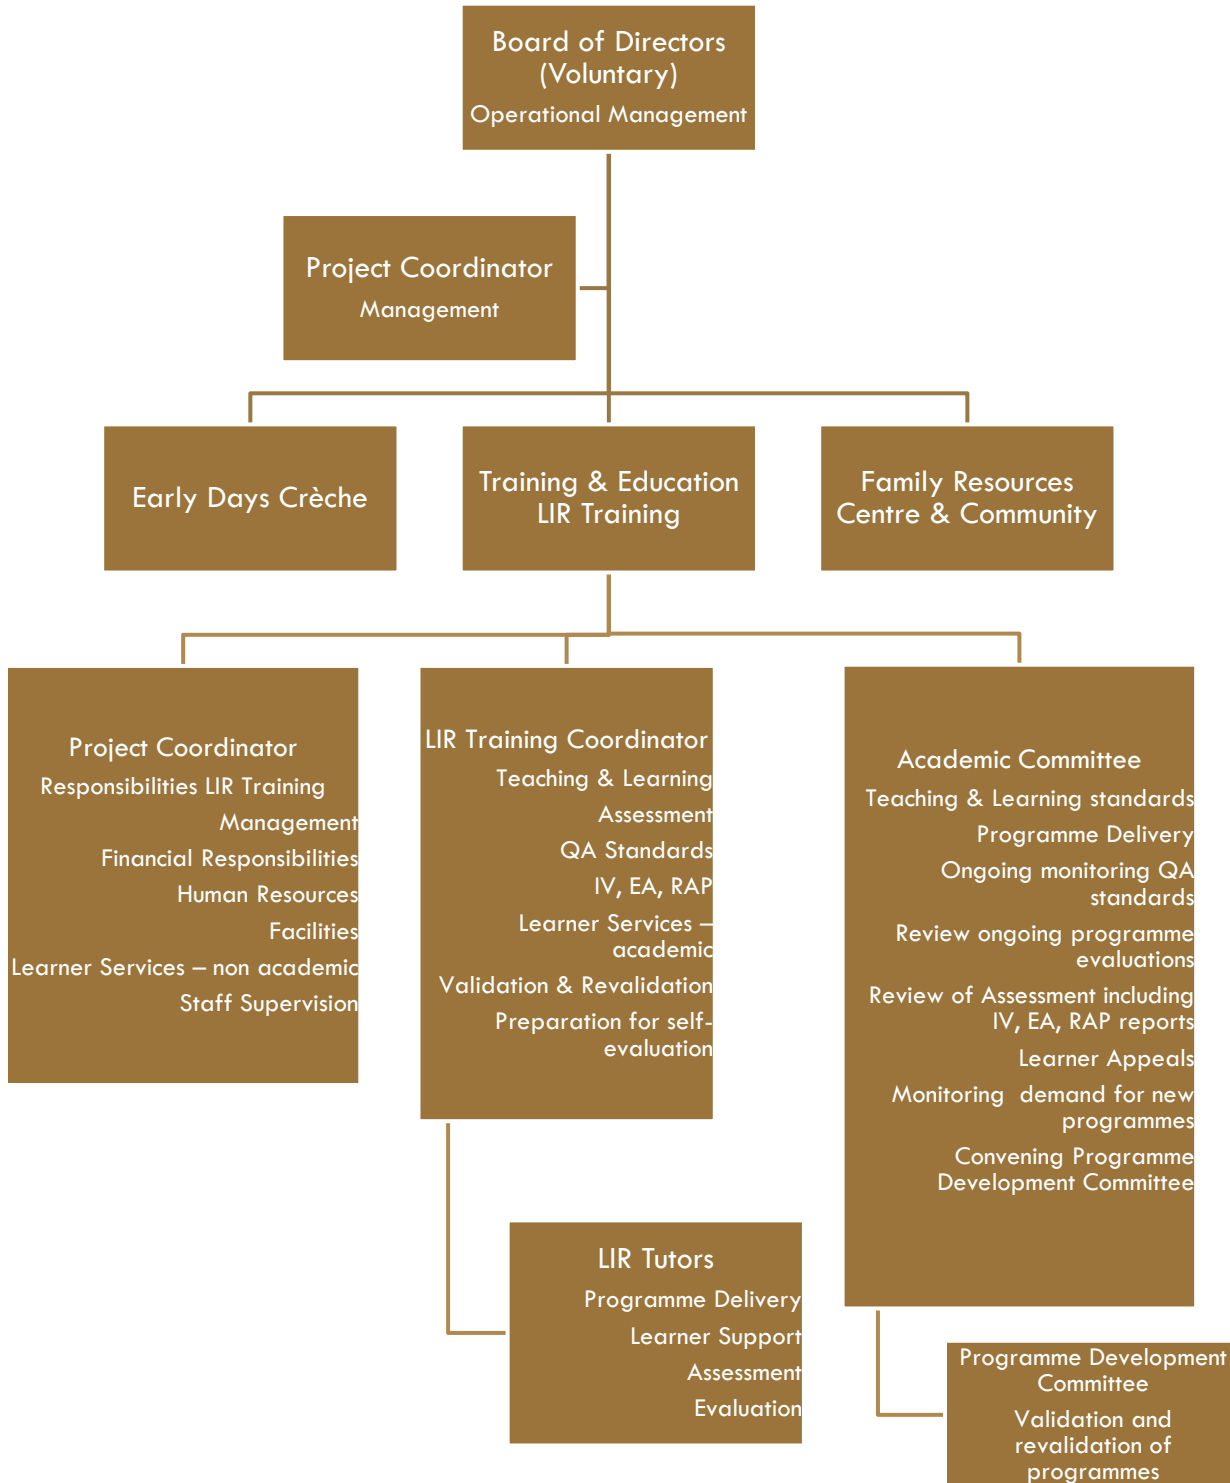 Board of Directors
(Voluntary)
Operational Management
Project Coordinator
Management
Early Days Crèche
Training & Education
LIR Training
Family Resources
Centre & Community
Project Coordinator
Responsibilities LIR Training
Management
Financial Responsibilities
Human Resources
Facilities
Learner Services – non academic
Staff Supervision
LIR Training Coordinator
Teaching & Learning
Assessment
QA Standards
IV, EA, RAP
Learner Services –
academic
Validation & Revalidation
Preparation for self-
evaluation
Academic Committee
Teaching & Learning standards
Programme Delivery
Ongoing monitoring QA
standards
Review ongoing programme
evaluations
Review of Assessment including
IV, EA, RAP reports
Learner Appeals
Monitoring  demand for new
programmes
Convening Programme
Development Committee
LIR Tutors
Programme Delivery
Learner Support
Assessment
Evaluation
Programme Development
Committee
Validation and
revalidation of
programmes